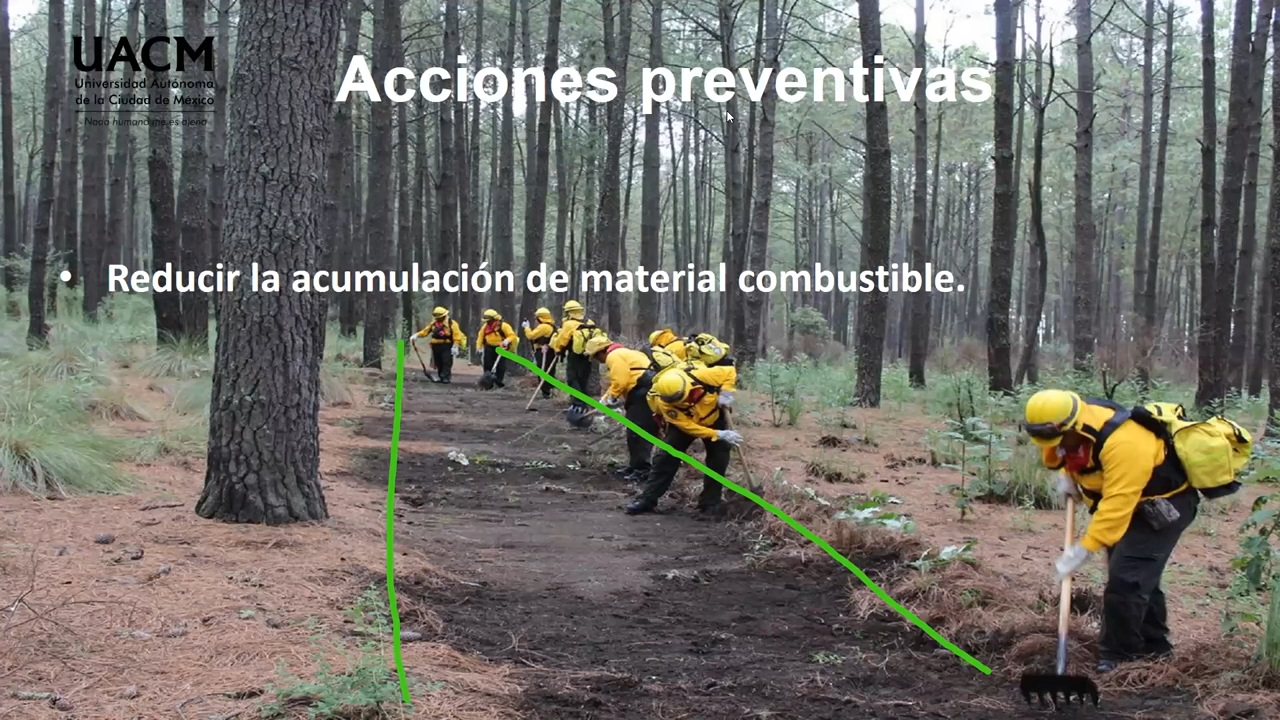 UACM
Universidad Autónoma
de la Ciudad de México
Nada humano me es ajeno
Acciones preventivas
• Reducir la acumulación de material combustible.